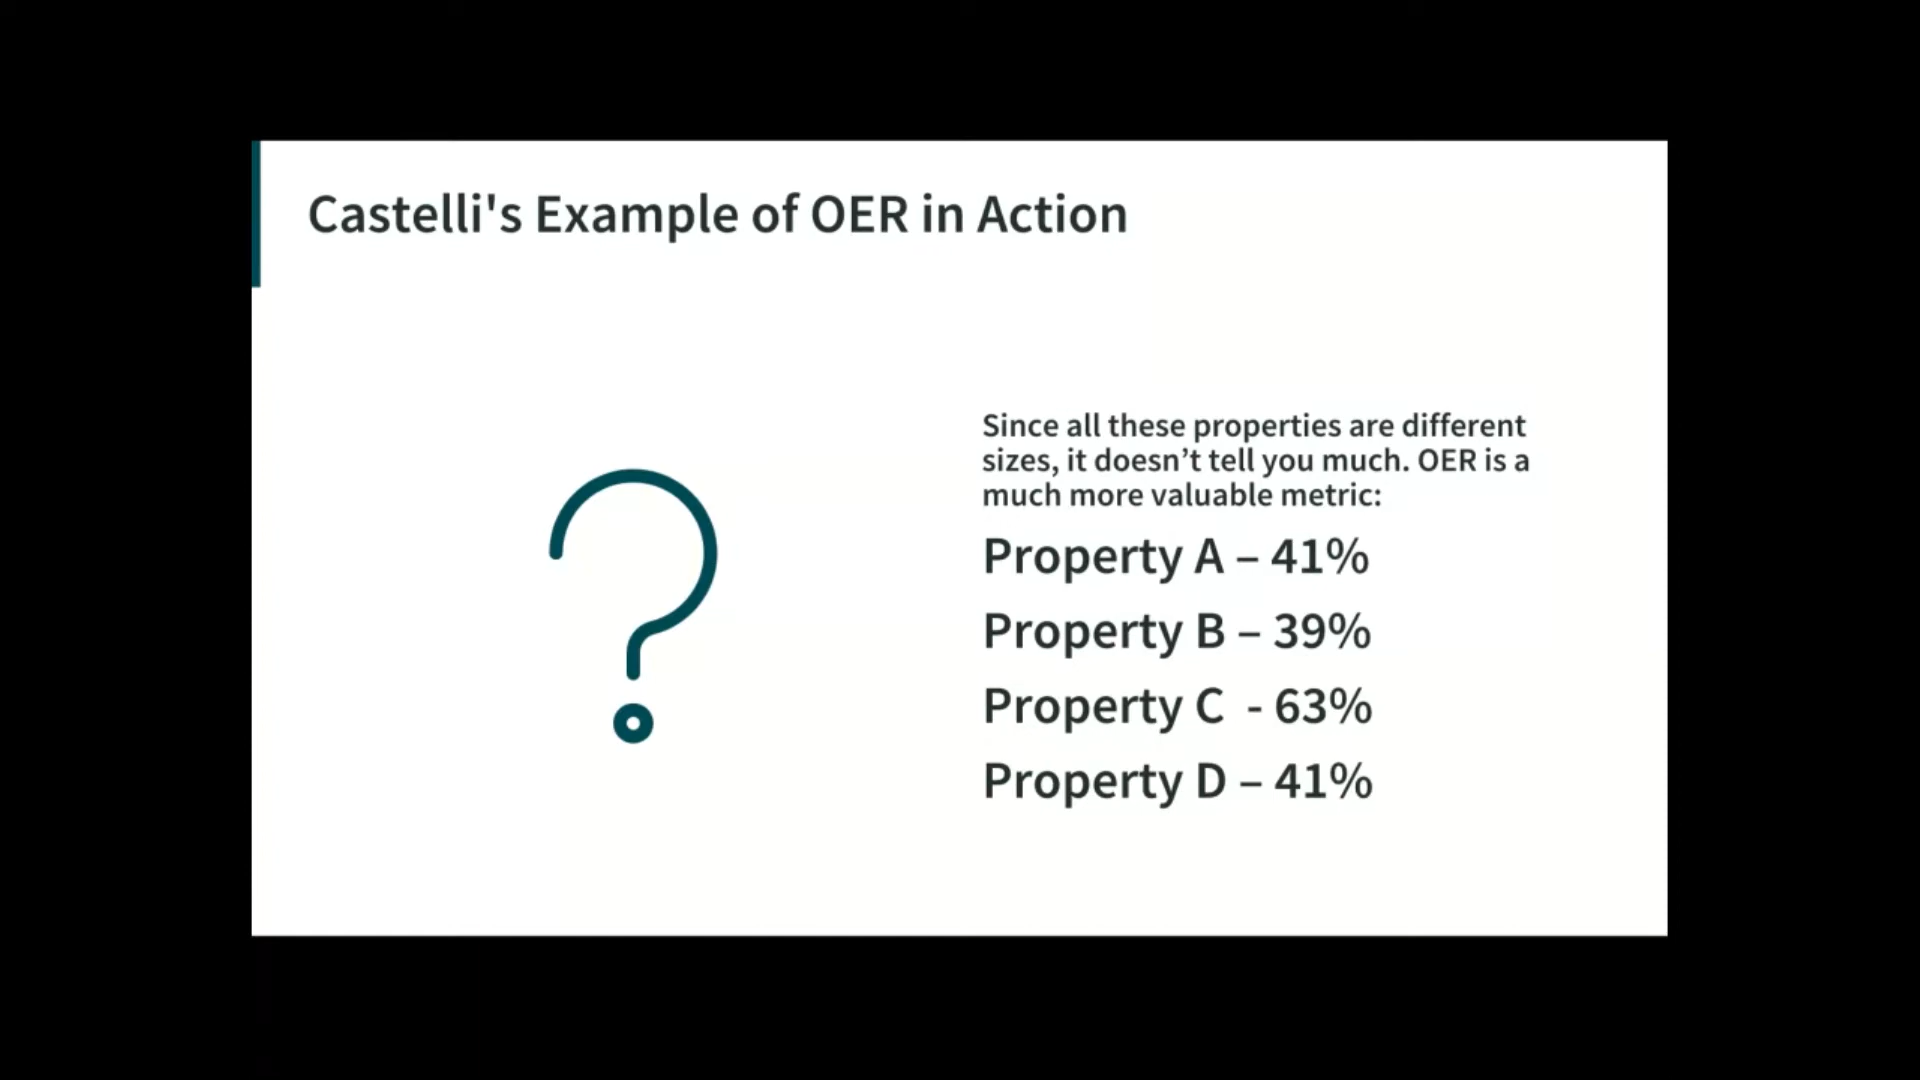 Castelli's Example of OER in Action
Since all these properties are different
sizes, it doesn’t tell you much. OER is a
much more valuable metric:
Property A – 41%
Property B – 39%
Property C  - 63%
Property D – 41%